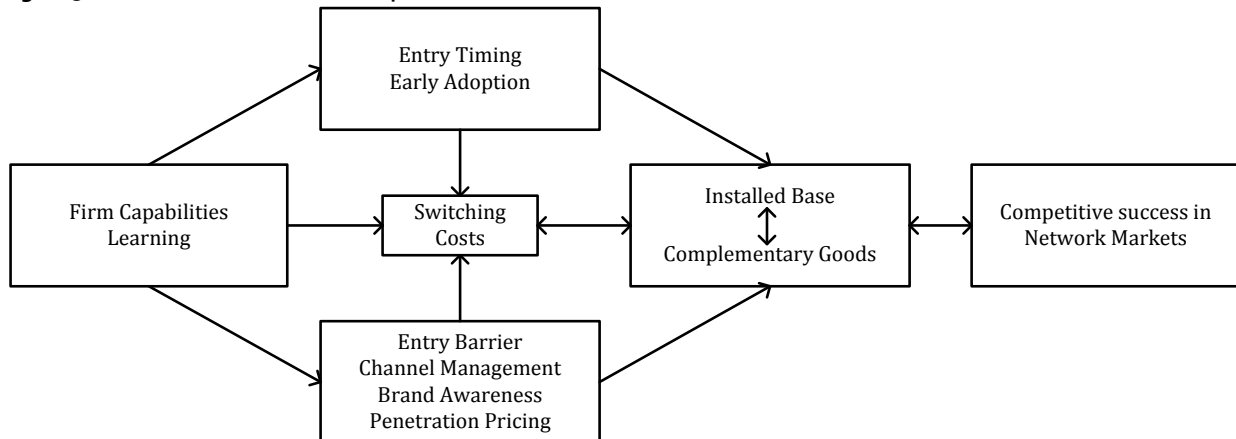 Entry Timing
Early Adoption
Firm Capabilities
Learning
Switching
Costs
Installed Base
Complementary Goods
Competitive success in
Network Markets
Entry Barrier
Channel Management
Brand Awareness
Penetration Pricing